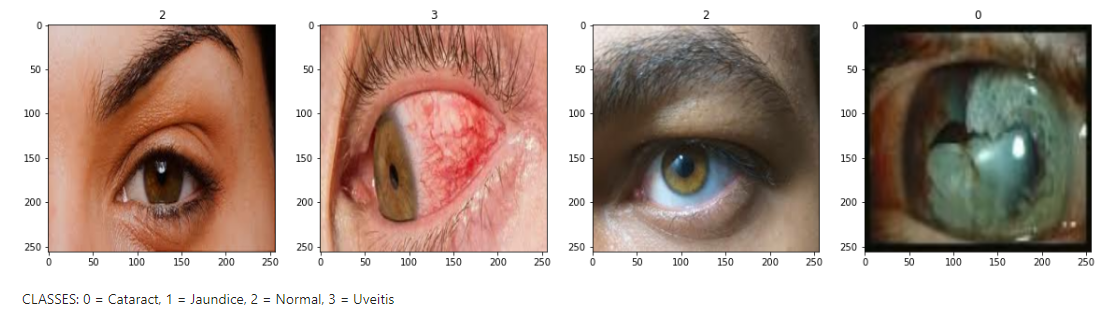 2 3 2 0
0 0 0 0
50 50 50 50
100 100 100 100
150 150 150 150
200 200 200 200
250 250 250 250
0 50 100 150 200 250 0 50 100 150 200 250 0 50 100 150 200 250 0 50 100 150 200 250
CLASSES: 0 = Cataract, 1 = Jaundice, 2 = Normal, 3 = Uveitis